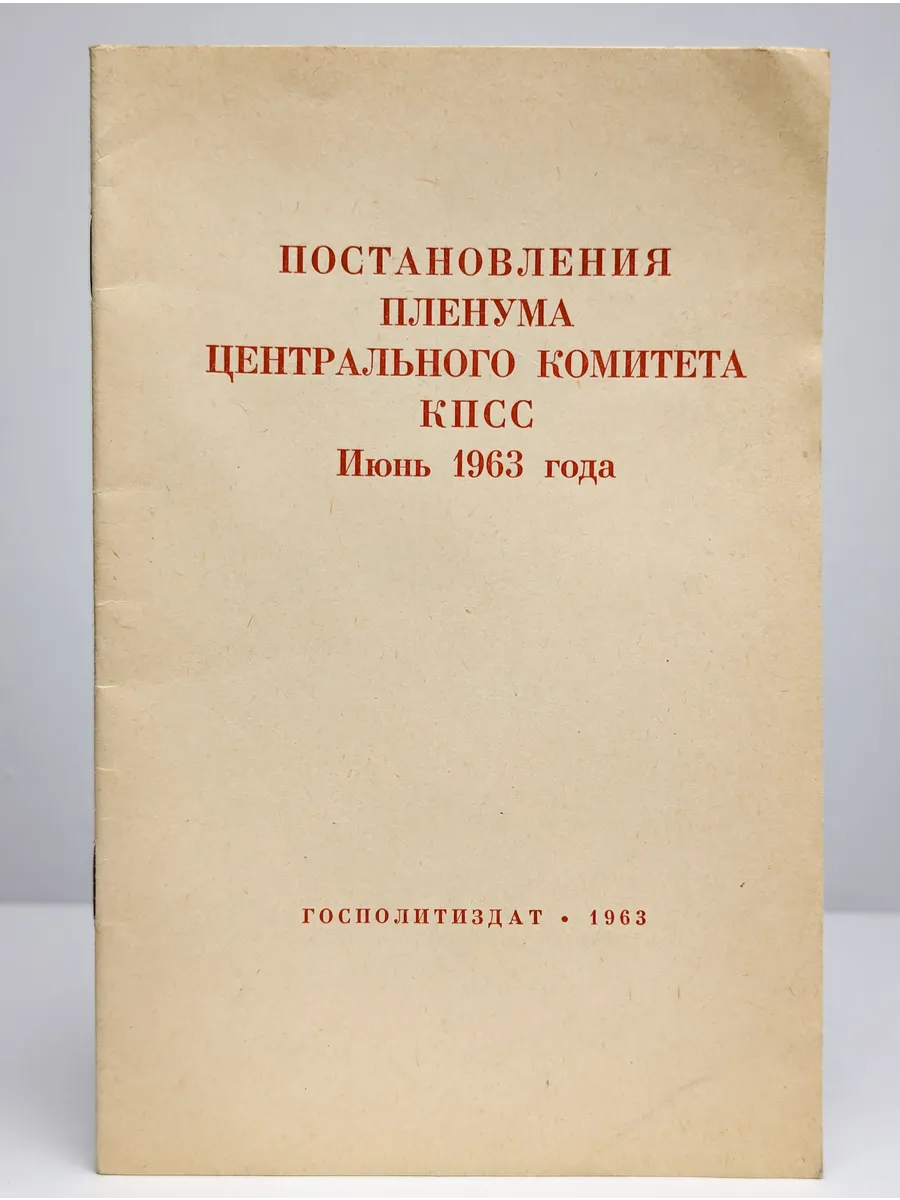 ПОСТАНОВЛЕНИЯ
ПЛЕНУМА
ЦЕНТРАЛЬНОГО КОМИТЕТА
КПСС
Июнь 1963 года
ГОСПОЛИТИЗДАТ • 1963